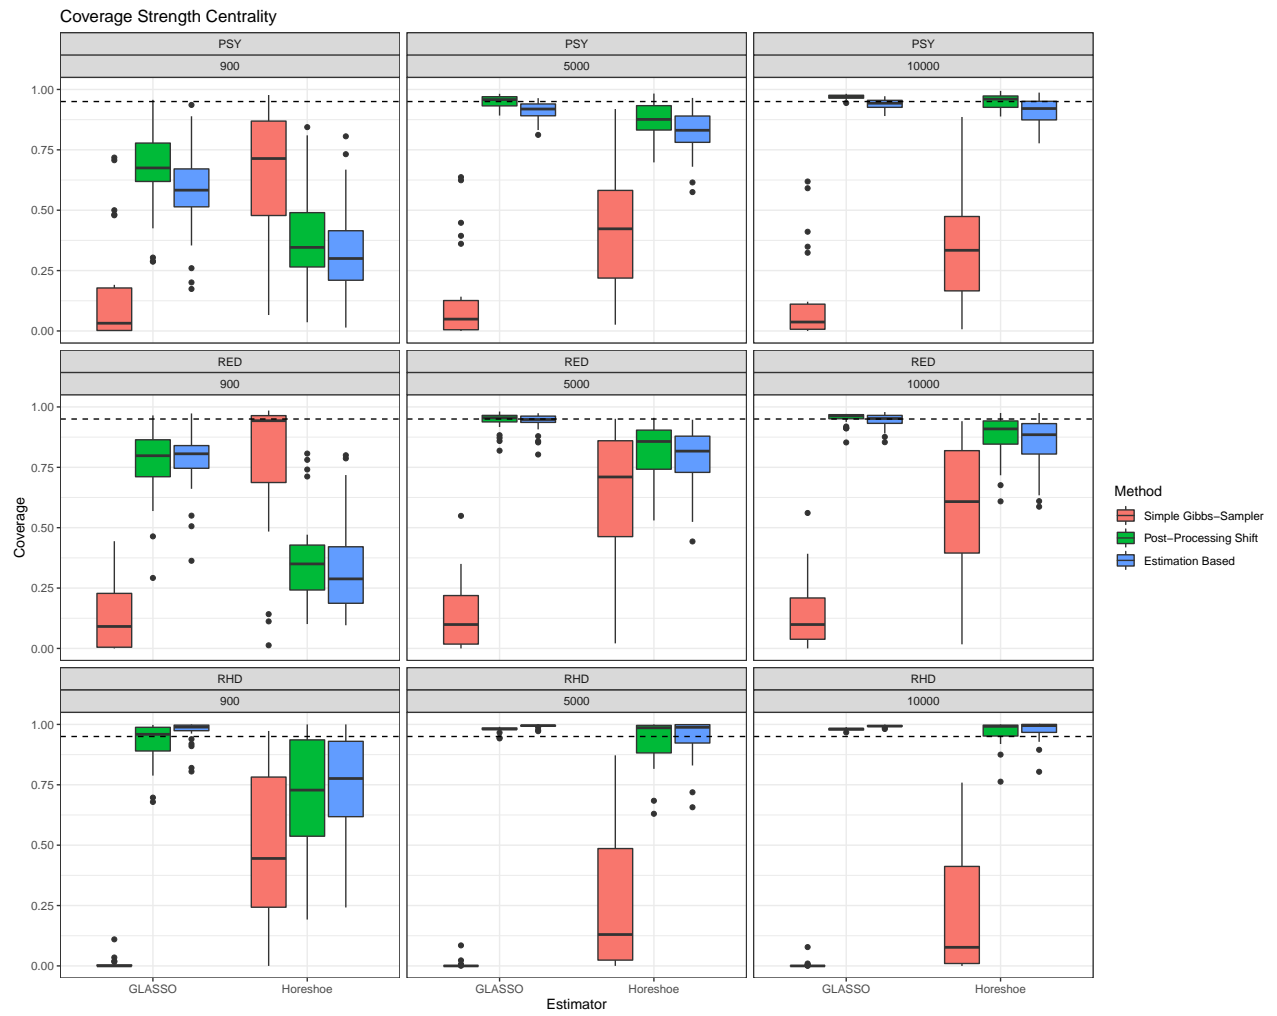 Coverage Strength Centrality
PSY
PSY
PSY
900
5000
10000
1.00
0.75
0.50
0.25
0.00
RED
RED
RED
900
5000
10000
1.00
0.75
0.50
0.25
0.00
Coverage
RHD
RHD
RHD
900
5000
10000
1.00
0.75
0.50
0.25
0.00
GLASSO
Horeshoe
GLASSO
Horeshoe
GLASSO
Horeshoe
Estimator
Method
Simple Gibbs−Sampler
Post−Processing Shift
Estimation Based